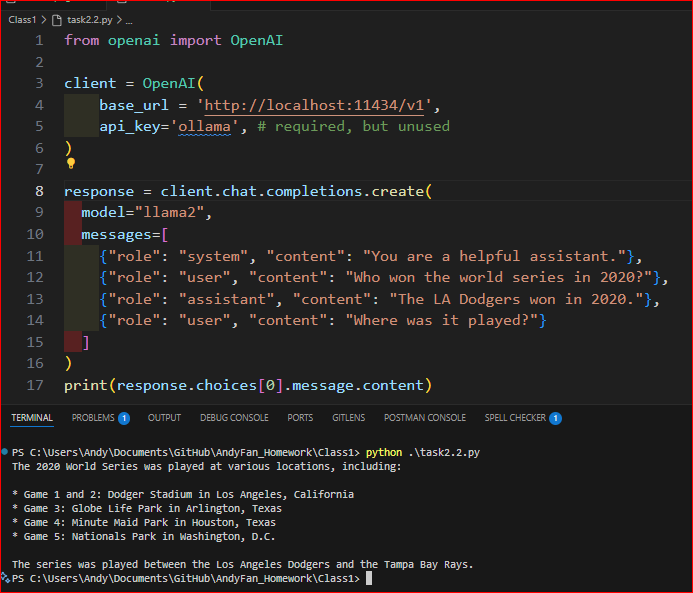 Class1 > task2.2.py > ...
1 from openai import OpenAI
2
3 client = OpenAI(
4     base_url = 'http://localhost:11434/v1',
5     api_key='ollama', # required, but unused
6 )
7
8 response = client.chat.completions.create(
9   model="llama2",
10   messages=[
11     {"role": "system", "content": "You are a helpful assistant."},
12     {"role": "user", "content": "Who won the world series in 2020?"},
13     {"role": "assistant", "content": "The LA Dodgers won in 2020."},
14     {"role": "user", "content": "Where was it played?"}
15   ]
16 )
17 print(response.choices[0].message.content)
TERMINAL PROBLEMS 1 OUTPUT DEBUG CONSOLE PORTS GITLENS POSTMAN CONSOLE SPELL CHECKER 1
PS C:\Users\Andy\Documents\GitHub\AndyFan_Homework\Class1> python .\task2.2.py
The 2020 World Series was played at various locations, including:

* Game 1 and 2: Dodger Stadium in Los Angeles, California
* Game 3: Globe Life Park in Arlington, Texas
* Game 4: Minute Maid Park in Houston, Texas
* Game 5: Nationals Park in Washington, D.C.

The series was played between the Los Angeles Dodgers and the Tampa Bay Rays.
PS C:\Users\Andy\Documents\GitHub\AndyFan_Homework\Class1>